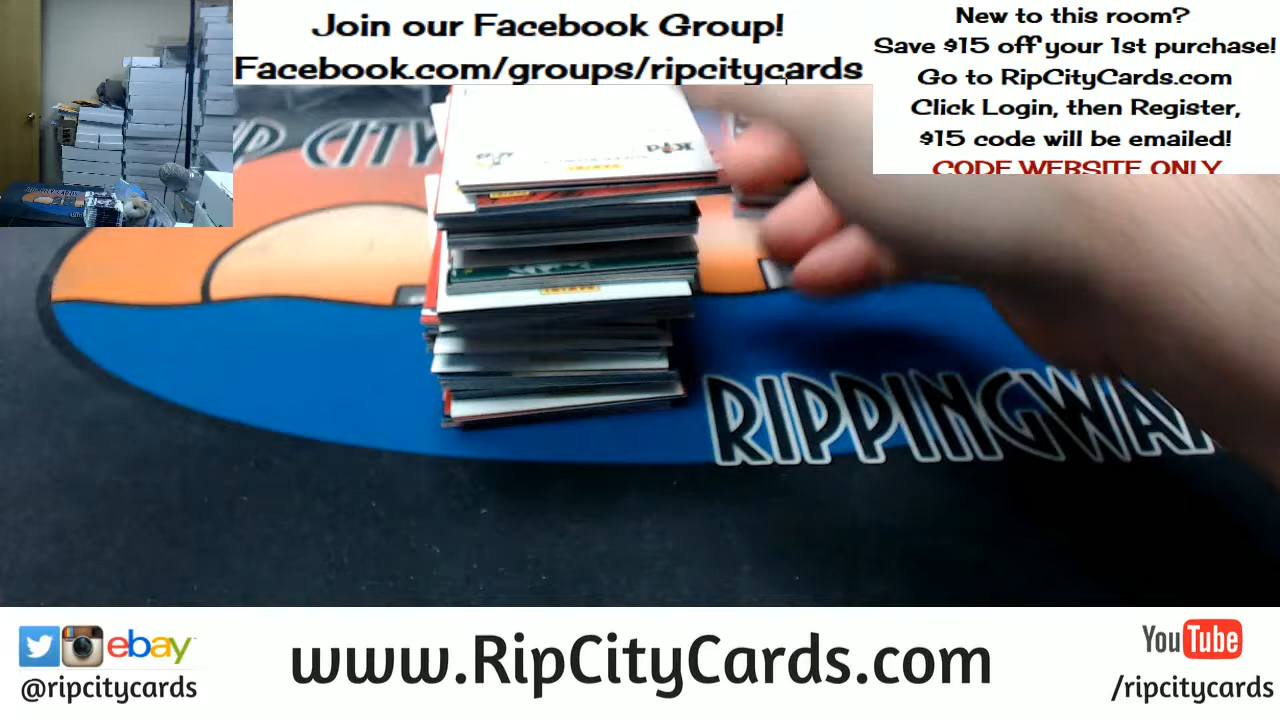 Join our Facebook Group!
Facebook.com/groups/ripcitycards
New to this room?
Save $15 off your 1st purchase!
Go to RipCityCards.com
Click Login, then Register,
$15 code will be emailed!
CODE WEBSITE ONLY
P CITY
RIPPINGWAX
ebay
@ripcitycards
www.RipCityCards.com
YouTube
/ripcitycards